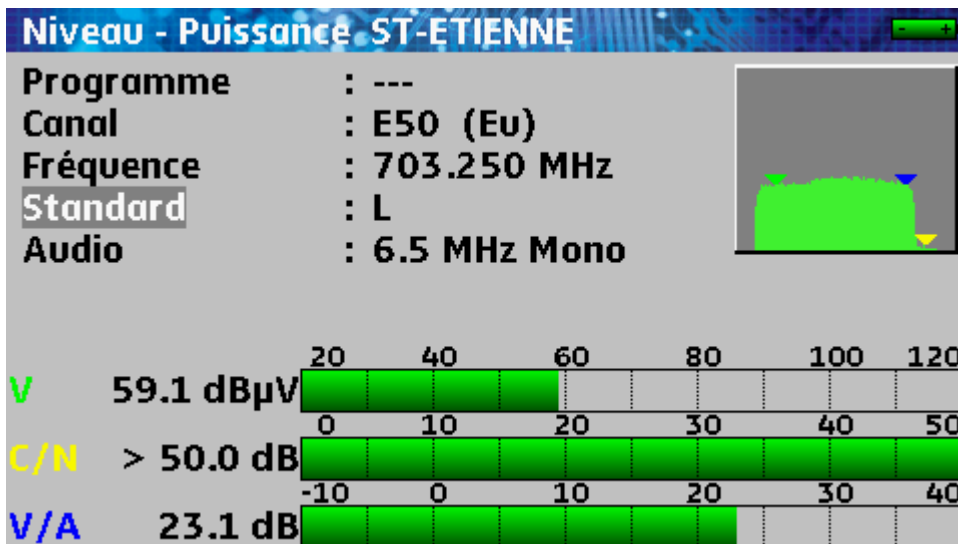 Niveau - Puissance ST-ETIENNE - +
Programme : ---
Canal : E50 (Eu)
Fréquence : 703.250 MHz
Standard : L
Audio : 6.5 MHz Mono
20 40 60 80 100 120
V 59.1 dBµV
0 10 20 30 40 50
C/N > 50.0 dB
-10 0 10 20 30 40
V/A 23.1 dB